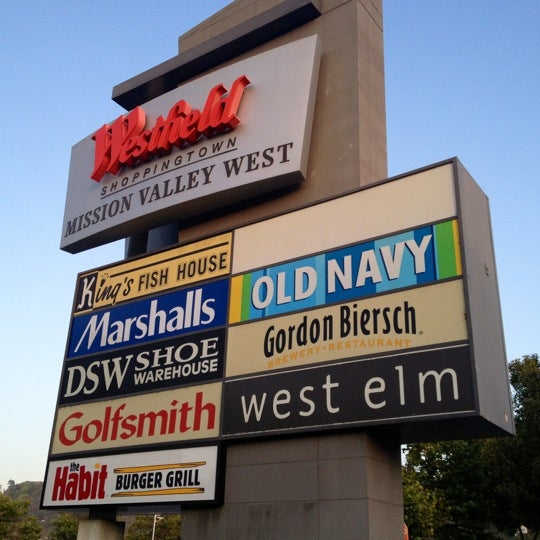 Westfield
SHOPPINGTOWN
MISSION VALLEY WEST
King's FISH HOUSE
Marshalls
DSW SHOE
WAREHOUSE
Golfsmith
the
Habit BURGER GRILL
OLD NAVY
Gordon Biersch
BREWERY·RESTAURANT
west elm